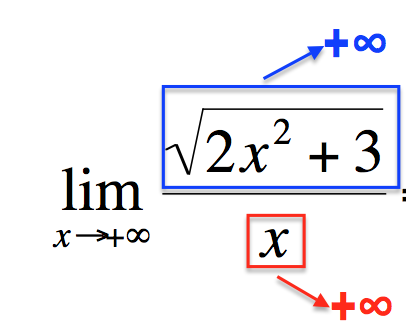 +∞
√(2x² + 3)
lim
x→+∞
x
+∞